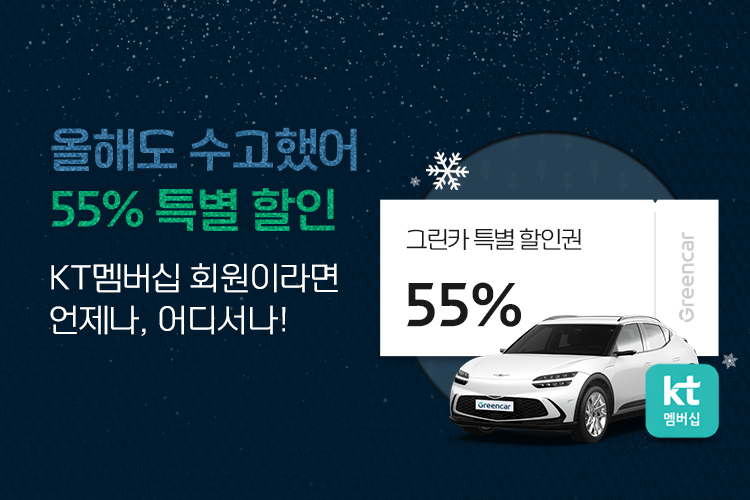 올해도 수고했어
55% 특별 할인
KT멤버십 회원이라면
언제나, 어디서나!
그린카 특별 할인권
55%
Greencar
Greencar
kt
멤버십